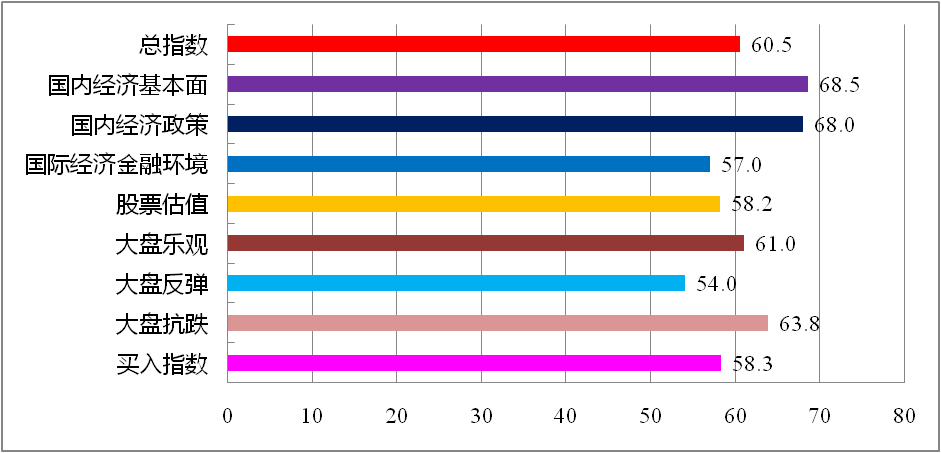 总指数 60.5
国内经济基本面 68.5
国内经济政策 68.0
国际经济金融环境 57.0
股票估值 58.2
大盘乐观 61.0
大盘反弹 54.0
大盘抗跌 63.8
买入指数 58.3
0 10 20 30 40 50 60 70 80